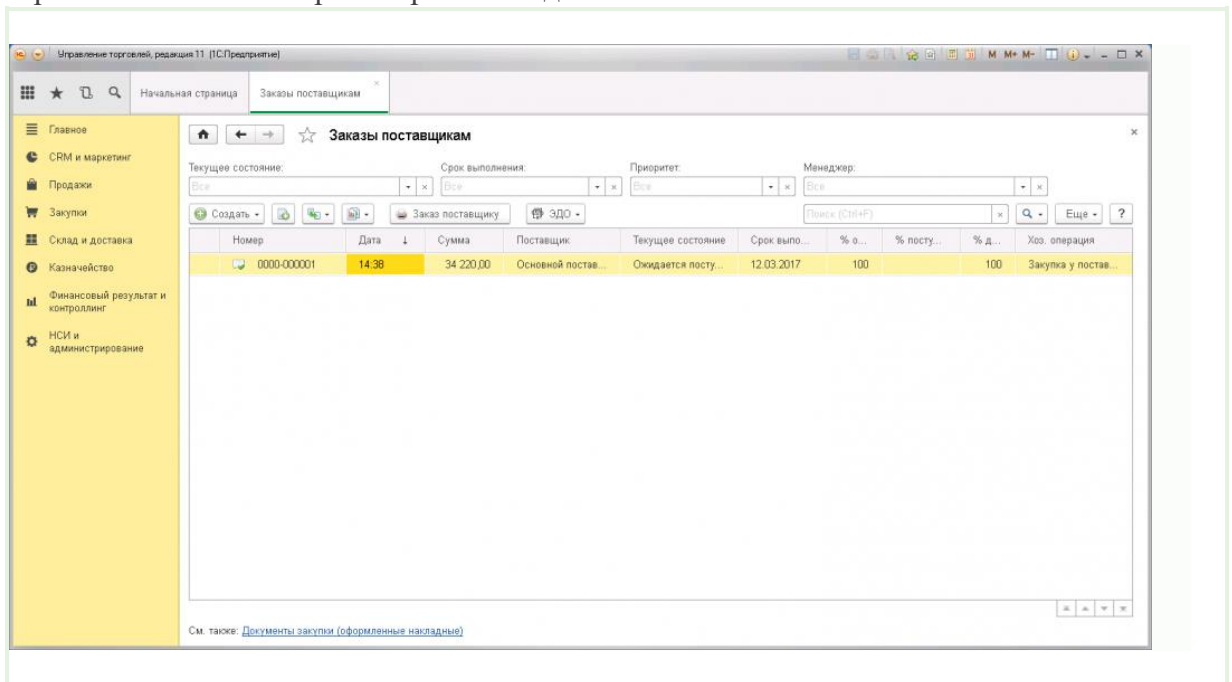 Управление торговлей, редакция 11 (1С:Предприятие)
M M+ M-
Начальная страница Заказы поставщикам
Главное
CRM и маркетинг
Продажи
Закупки
Склад и доставка
Казначейство
Финансовый результат и
контроллинг
НСИ и
администрирование
Заказы поставщикам
Текущее состояние: Срок выполнения: Приоритет: Менеджер:
Все Все Все Все
Создать Заказ поставщику ЭДО Поиск (Ctrl+F) Еще ?
Номер Дата ↓ Сумма Поставщик Текущее состояние Срок выпо... % о... % посту... % д... Хоз. операция
0000-000001 14:38 34 220,00 Основной постав... Ожидается посту... 12.03.2017 100 100 Закупка у постав...
См. также: Документы закупки (оформленные накладные)